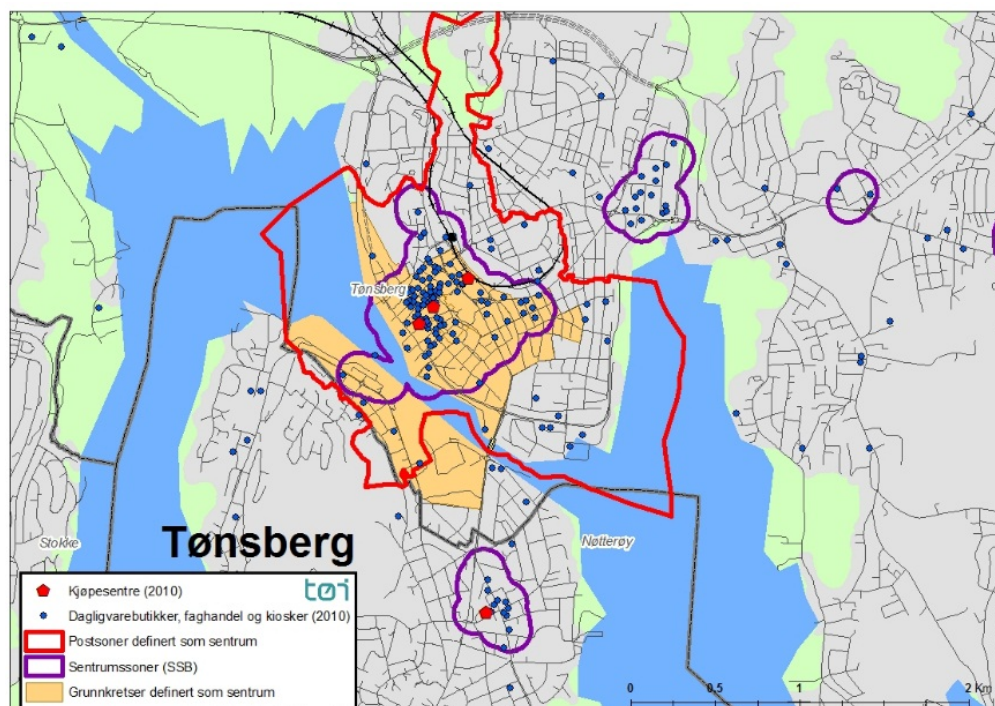 Tønsberg
Stokke
Nøtterøy
Tønsberg
tøi
Kjøpesentre (2010)
Dagligvarebutikker, faghandel og kiosker (2010)
Postsoner definert som sentrum
Sentrumssoner (SSB)
Grunnkretser definert som sentrum
0 0,5 1 2 Km